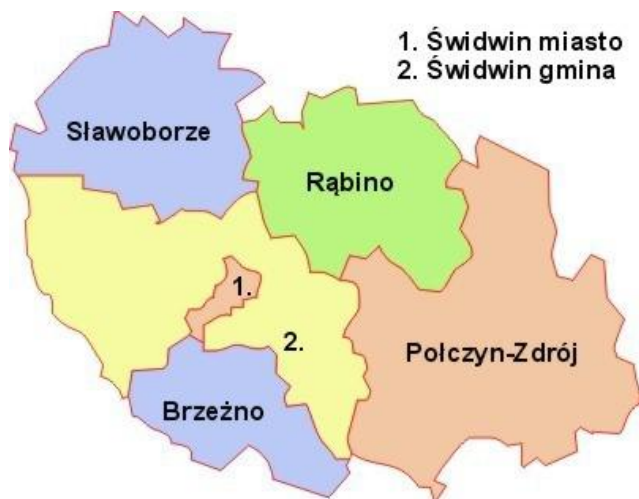 1. Świdwin miasto
2. Świdwin gmina
Sławoborze
Rąbino
1.
2.
Połczyn-Zdrój
Brzeżno